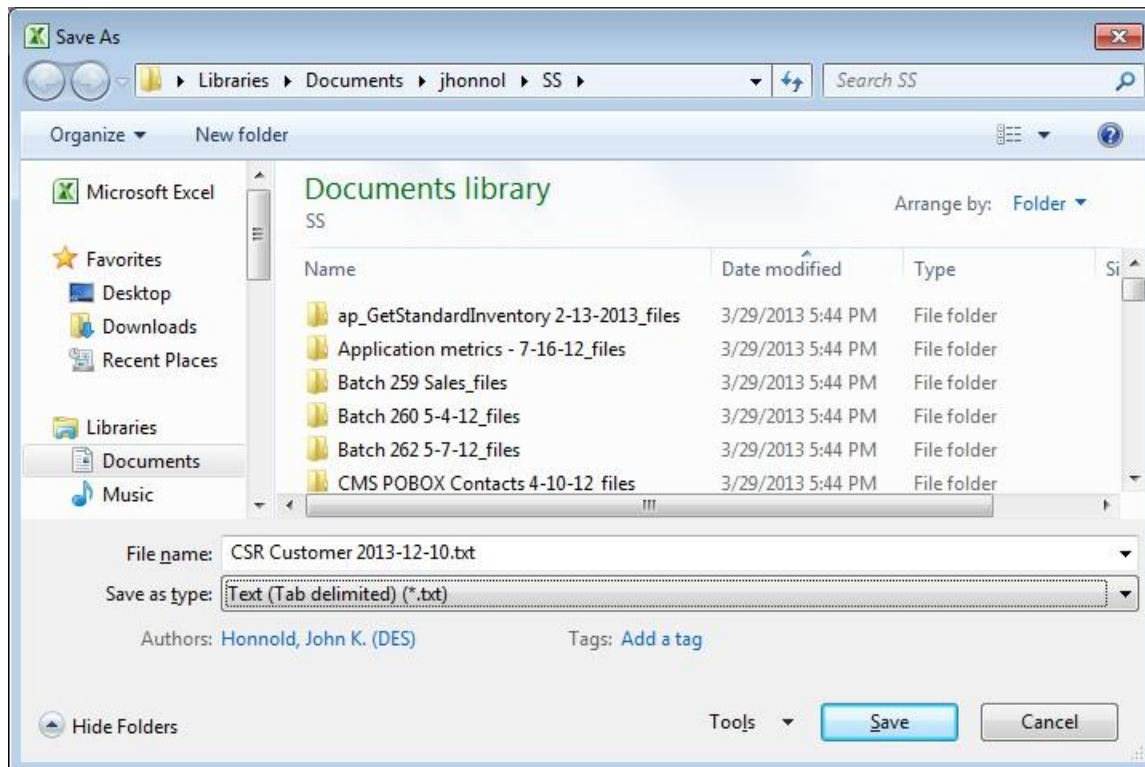 Save As
Libraries Documents jhonnol SS
Search SS
Organize
New folder
Microsoft Excel
Favorites
Desktop
Downloads
Recent Places
Libraries
Documents
Music
Documents library
SS
Arrange by: Folder
Name Date modified Type Si
ap_GetStandardInventory 2-13-2013_files 3/29/2013 5:44 PM File folder
Application metrics - 7-16-12_files 3/29/2013 5:44 PM File folder
Batch 259 Sales_files 3/29/2013 5:44 PM File folder
Batch 260 5-4-12_files 3/29/2013 5:44 PM File folder
Batch 262 5-7-12_files 3/29/2013 5:44 PM File folder
CMS POBOX Contacts 4-10-12_files 3/29/2013 5:44 PM File folder
File name: CSR Customer 2013-12-10.txt
Save as type: Text (Tab delimited) (*.txt)
Authors: Honnold, John K. (DES) Tags: Add a tag
Hide Folders Tools Save Cancel